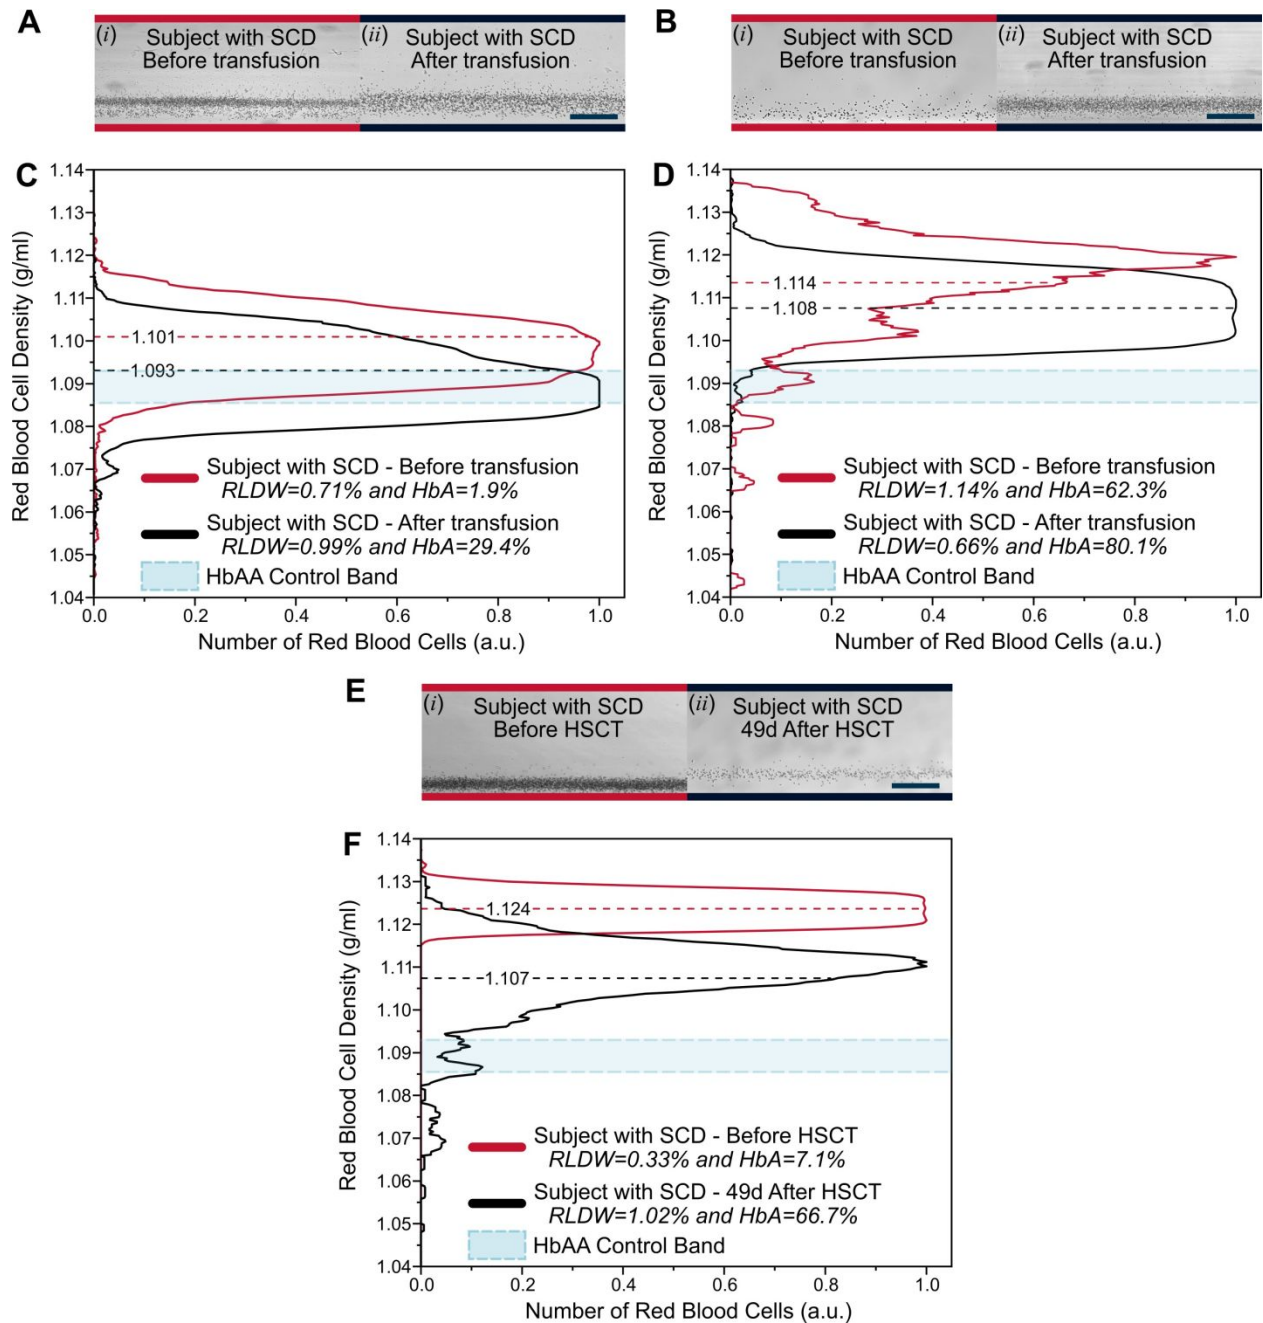 A
(i)
Subject with SCD
Before transfusion
(ii)
Subject with SCD
After transfusion
B
(i)
Subject with SCD
Before transfusion
(ii)
Subject with SCD
After transfusion
C
Red Blood Cell Density (g/ml)
1.14
1.13
1.12
1.11
1.10
1.09
1.08
1.07
1.06
1.05
1.04
1.101
1.093
Subject with SCD - Before transfusion
RLDW=0.71% and HbA=1.9%
Subject with SCD - After transfusion
RLDW=0.99% and HbA=29.4%
HbAA Control Band
0.0 0.2 0.4 0.6 0.8 1.0
Number of Red Blood Cells (a.u.)
D
Red Blood Cell Density (g/ml)
1.14
1.13
1.12
1.11
1.10
1.09
1.08
1.07
1.06
1.05
1.04
1.114
1.108
Subject with SCD - Before transfusion
RLDW=1.14% and HbA=62.3%
Subject with SCD - After transfusion
RLDW=0.66% and HbA=80.1%
HbAA Control Band
0.0 0.2 0.4 0.6 0.8 1.0
Number of Red Blood Cells (a.u.)
E
(i)
Subject with SCD
Before HSCT
(ii)
Subject with SCD
49d After HSCT
F
Red Blood Cell Density (g/ml)
1.14
1.13
1.12
1.11
1.10
1.09
1.08
1.07
1.06
1.05
1.04
1.124
1.107
Subject with SCD - Before HSCT
RLDW=0.33% and HbA=7.1%
Subject with SCD - 49d After HSCT
RLDW=1.02% and HbA=66.7%
HbAA Control Band
0.0 0.2 0.4 0.6 0.8 1.0
Number of Red Blood Cells (a.u.)